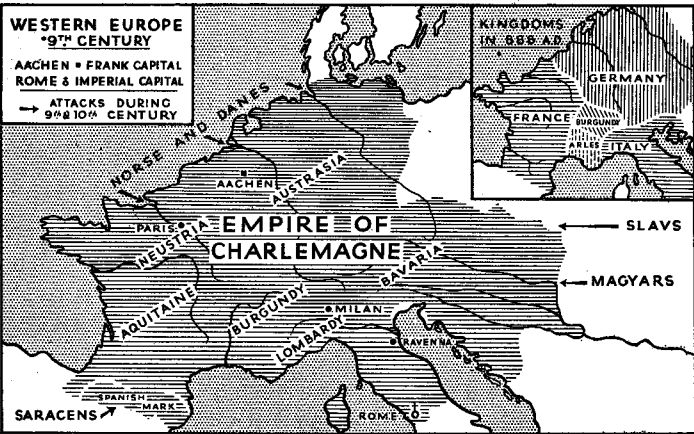 WESTERN EUROPE
9TH CENTURY
AACHEN ▪ FRANK CAPITAL
ROME ♁ IMPERIAL CAPITAL
→ ATTACKS DURING
9TH & 10TH CENTURY
KINGDOMS
IN 888 A.D.
GERMANY
FRANCE
BURGUNDY
ARLES
ITALY
NORSE AND DANES
AACHEN
AUSTRASIA
PARIS
NEUSTRIA
EMPIRE OF
CHARLEMAGNE
SLAVS
BAVARIA
MAGYARS
AQUITAINE
BURGUNDY
MILAN
LOMBARDY
RAVENNA
SPANISH
MARK
SARACENS
ROME